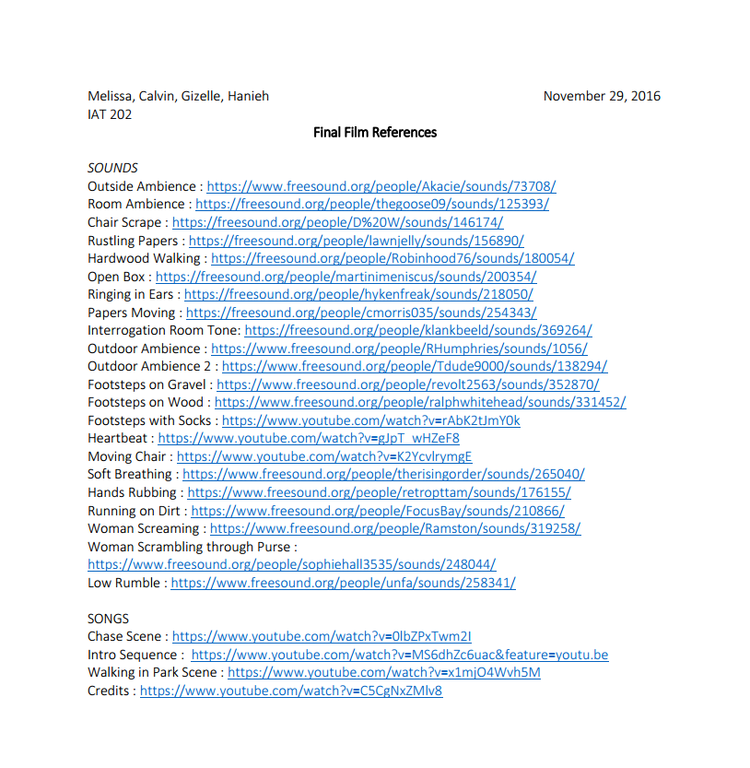 Melissa, Calvin, Gizelle, Hanieh November 29, 2016
IAT 202
Final Film References
SOUNDS
Outside Ambience : https://www.freesound.org/people/Akacie/sounds/73708/
Room Ambience : https://www.freesound.org/people/thegoose09/sounds/125393/
Chair Scrape : https://freesound.org/people/D%20W/sounds/146174/
Rustling Papers : https://freesound.org/people/lawnjelly/sounds/156890/
Hardwood Walking : https://freesound.org/people/Robinhood76/sounds/180054/
Open Box : https://freesound.org/people/martinimeniscus/sounds/200354/
Ringing in Ears : https://freesound.org/people/hykenfreak/sounds/218050/
Papers Moving : https://freesound.org/people/cmorris035/sounds/254343/
Interrogation Room Tone: https://freesound.org/people/klankbeeld/sounds/369264/
Outdoor Ambience : https://www.freesound.org/people/RHumphries/sounds/1056/
Outdoor Ambience 2 : https://www.freesound.org/people/Tdude9000/sounds/138294/
Footsteps on Gravel : https://www.freesound.org/people/revolt2563/sounds/352870/
Footsteps on Wood : https://www.freesound.org/people/ralphwhitehead/sounds/331452/
Footsteps with Socks : https://www.youtube.com/watch?v=rAbK2tJmY0k
Heartbeat : https://www.youtube.com/watch?v=gJpT_wHZeF8
Moving Chair : https://www.youtube.com/watch?v=K2YcvlrymgE
Soft Breathing : https://www.freesound.org/people/therisingorder/sounds/265040/
Hands Rubbing : https://www.freesound.org/people/retropttam/sounds/176155/
Running on Dirt : https://www.freesound.org/people/FocusBay/sounds/210866/
Woman Screaming : https://www.freesound.org/people/Ramston/sounds/319258/
Woman Scrambling through Purse :
https://www.freesound.org/people/sophiehall3535/sounds/248044/
Low Rumble : https://www.freesound.org/people/unfa/sounds/258341/
SONGS
Chase Scene : https://www.youtube.com/watch?v=0lbZPxTwm2I
Intro Sequence : https://www.youtube.com/watch?v=MS6dhZc6uac&feature=youtu.be
Walking in Park Scene : https://www.youtube.com/watch?v=x1mjO4Wvh5M
Credits : https://www.youtube.com/watch?v=C5CgNxZMlv8